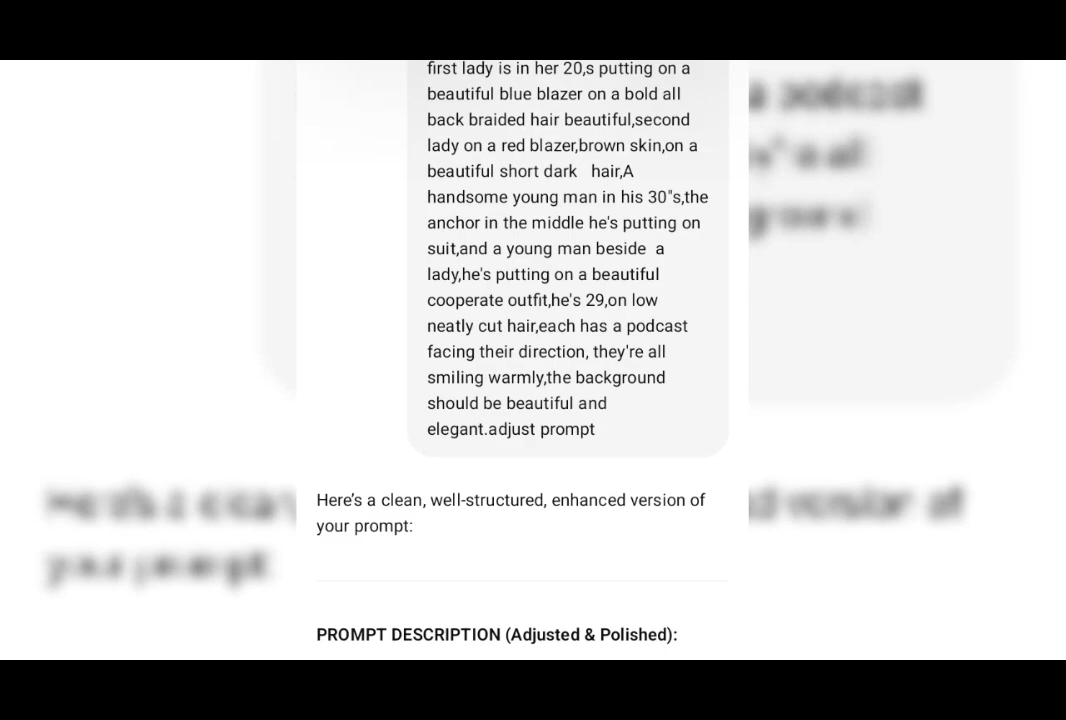 first lady is in her 20,s putting on a
beautiful blue blazer on a bold all
back braided hair beautiful,second
lady on a red blazer,brown skin,on a
beautiful short dark   hair,A
handsome young man in his 30"s,the
anchor in the middle he's putting on
suit,and a young man beside  a
lady,he's putting on a beautiful
cooperate outfit,he's 29,on low
neatly cut hair,each has a podcast
facing their direction, they're all
smiling warmly,the background
should be beautiful and
elegant.adjust prompt
Here's a clean, well-structured, enhanced version of
your prompt:
PROMPT DESCRIPTION (Adjusted & Polished):